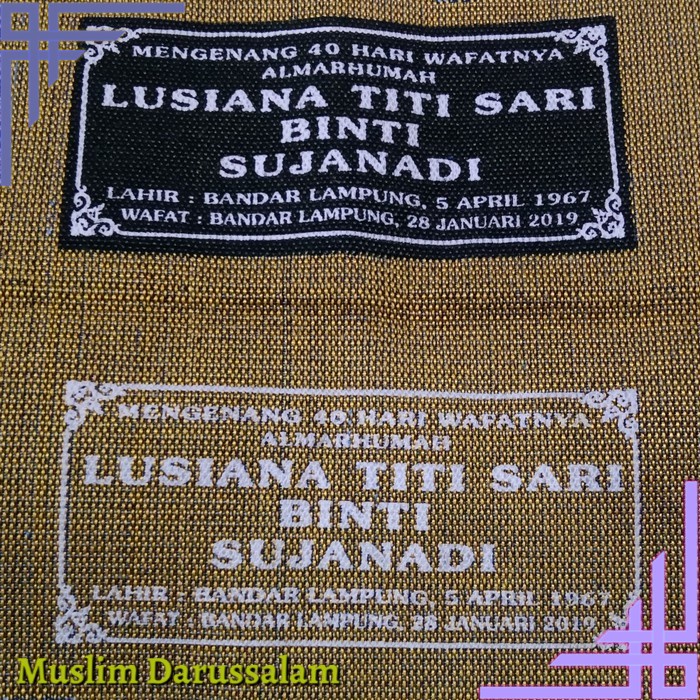 MENGENANG 40 HARI WAFATNYA
ALMARHUMAH
LUSIANA TITI SARI
BINTI
SUJANADI
LAHIR : BANDAR LAMPUNG, 5 APRIL 1967
WAFAT : BANDAR LAMPUNG, 28 JANUARI 2019
MENGENANG 40 HARI WAFATNYA
ALMARHUMAH
LUSIANA TITI SARI
BINTI
SUJANADI
LAHIR : BANDAR LAMPUNG, 5 APRIL 1967
WAFAT : BANDAR LAMPUNG, 28 JANUARI 2019
Muslim Darussalam